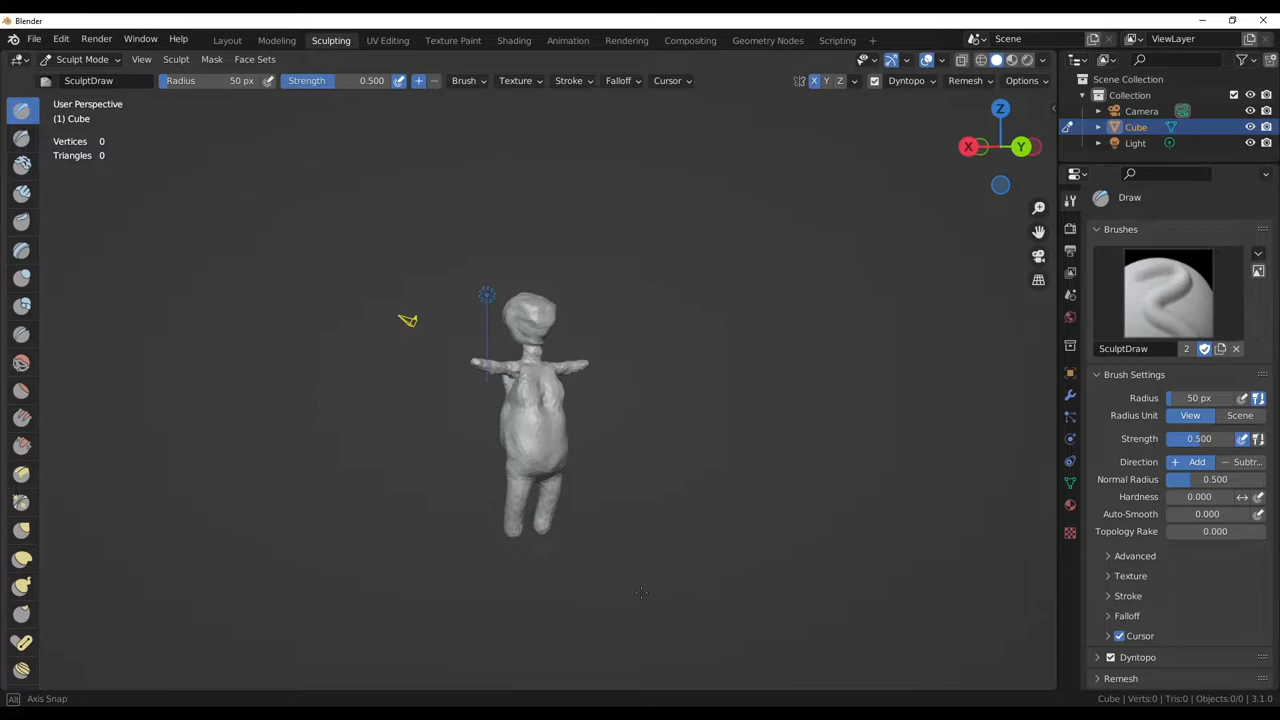 Blender
File Edit Render Window Help
Layout Modeling Sculpting UV Editing Texture Paint Shading Animation Rendering Compositing Geometry Nodes Scripting +
Scene
ViewLayer
Sculpt Mode View Sculpt Mask Face Sets
SculptDraw Radius 50 px Strength 0.500 + − Brush Texture Stroke Falloff Cursor X Y Z Dyntopo Remesh Options
User Perspective
(1) Cube
Vertices 0
Triangles 0
Z
X
Y
Scene Collection
Collection
Camera
Cube
Light
Draw
Brushes
SculptDraw 2
Brush Settings
Radius 50 px
Radius Unit View Scene
Strength 0.500
Direction + Add − Subtr...
Normal Radius 0.500
Hardness 0.000
Auto-Smooth 0.000
Topology Rake 0.000
Advanced
Texture
Stroke
Falloff
Cursor
Dyntopo
Remesh
Alt Axis Snap
Cube | Verts:0 | Tris:0 | Objects:0/0 | 3.1.0